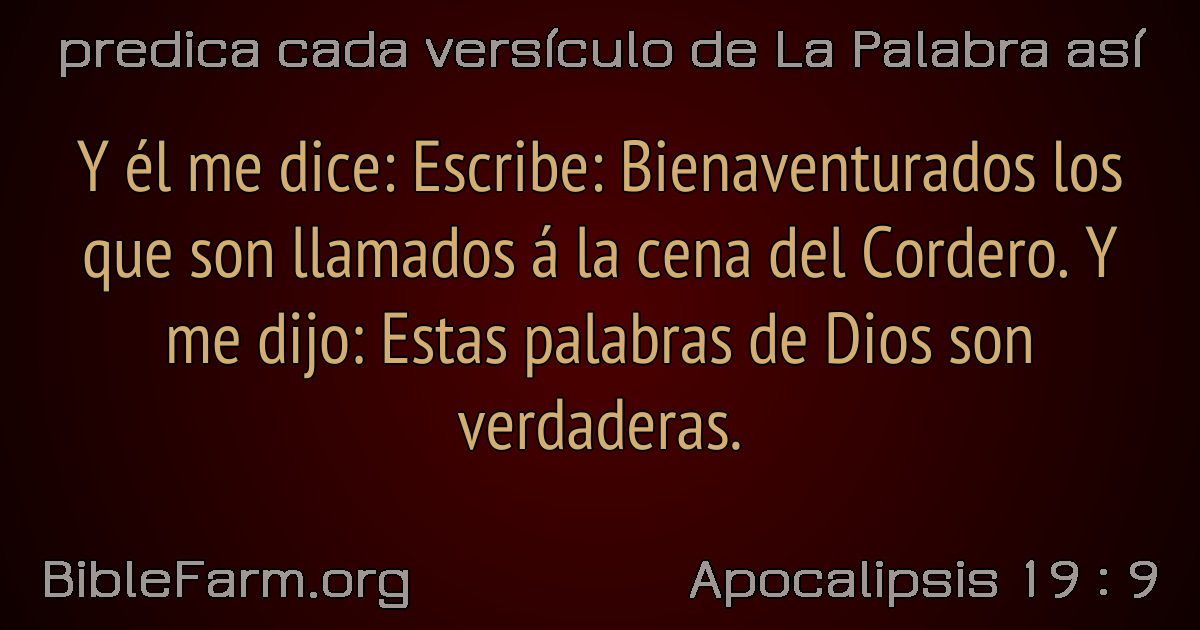 predica cada versículo de La Palabra así
Y él me dice: Escribe: Bienaventurados los
que son llamados á la cena del Cordero. Y
me dijo: Estas palabras de Dios son
verdaderas.
BibleFarm.org
Apocalipsis 19 : 9